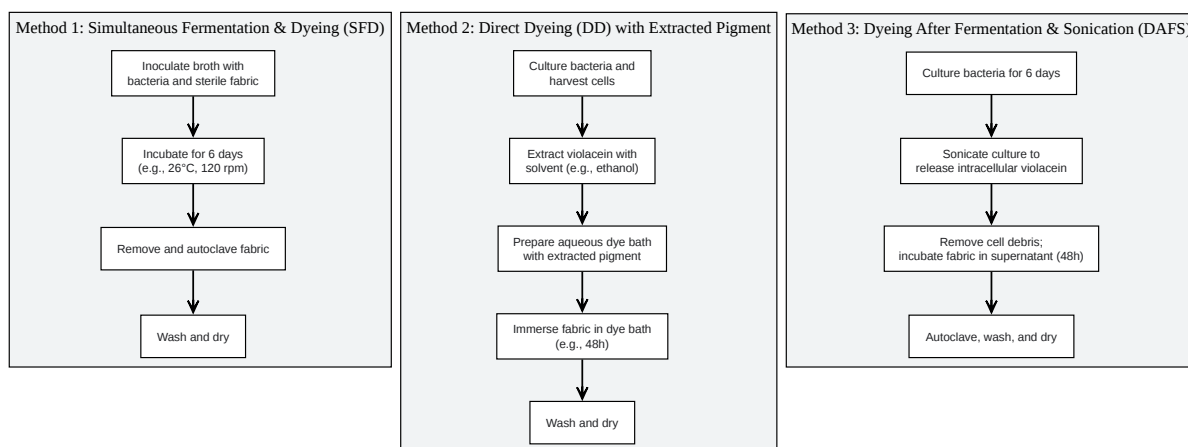 Method 1: Simultaneous Fermentation & Dyeing (SFD)
Inoculate broth with
bacteria and sterile fabric
Incubate for 6 days
(e.g., 26°C, 120 rpm)
Remove and autoclave fabric
Wash and dry
Method 2: Direct Dyeing (DD) with Extracted Pigment
Culture bacteria and
harvest cells
Extract violacein with
solvent (e.g., ethanol)
Prepare aqueous dye bath
with extracted pigment
Immerse fabric in dye bath
(e.g., 48h)
Wash and dry
Method 3: Dyeing After Fermentation & Sonication (DAFS)
Culture bacteria for 6 days
Sonicate culture to
release intracellular violacein
Remove cell debris;
incubate fabric in supernatant (48h)
Autoclave, wash, and dry